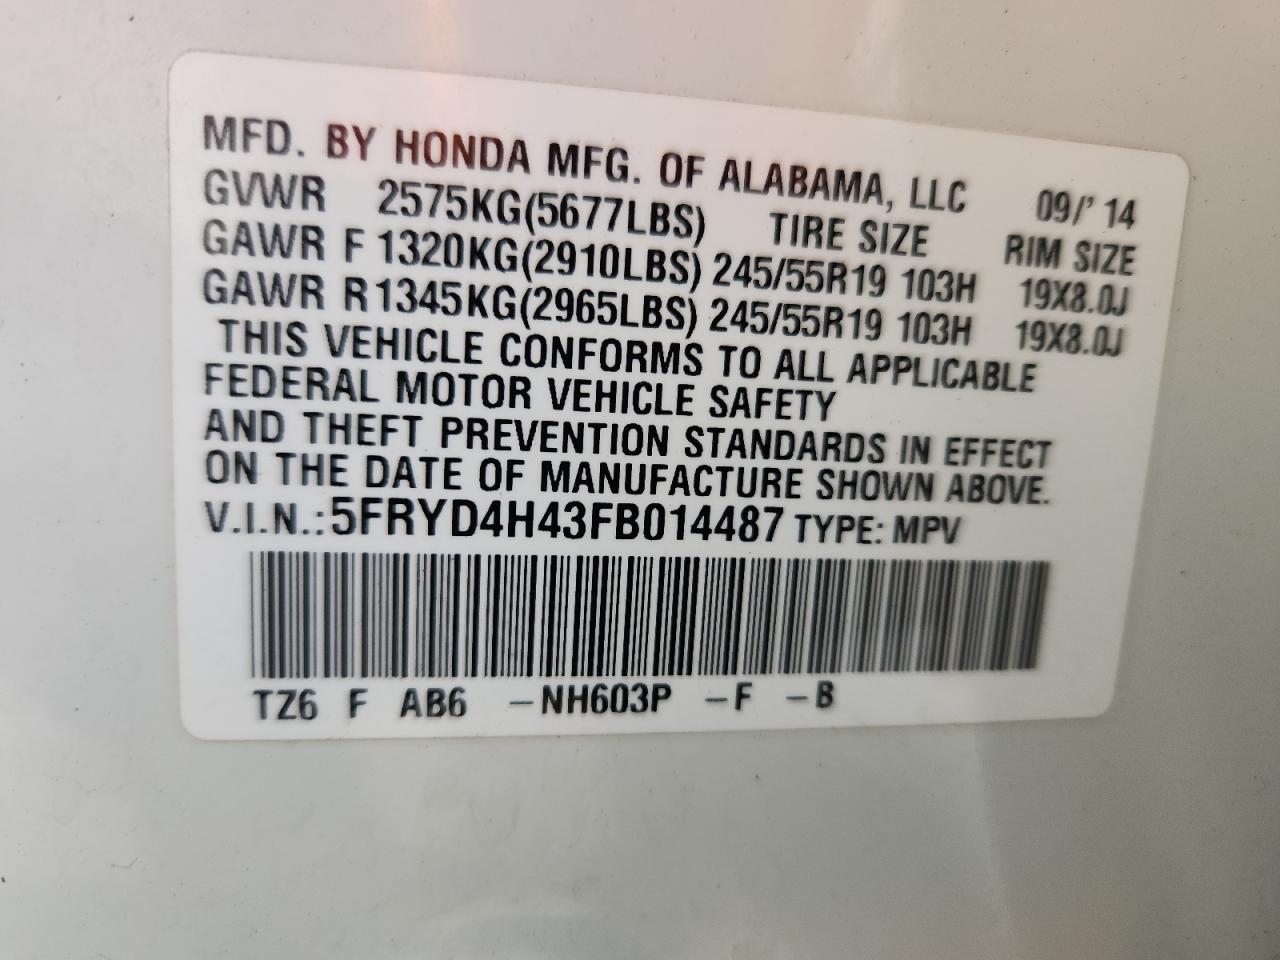 MFD. BY HONDA MFG. OF ALABAMA, LLC 09/' 14
GVWR 2575KG(5677LBS) TIRE SIZE RIM SIZE
GAWR F 1320KG(2910LBS) 245/55R19 103H 19X8.0J
GAWR R 1345KG(2965LBS) 245/55R19 103H 19X8.0J
THIS VEHICLE CONFORMS TO ALL APPLICABLE
FEDERAL MOTOR VEHICLE SAFETY
AND THEFT PREVENTION STANDARDS IN EFFECT
ON THE DATE OF MANUFACTURE SHOWN ABOVE.
V.I.N.: 5FRYD4H43FB014487 TYPE: MPV
TZ6 F AB6 -NH603P -F -B